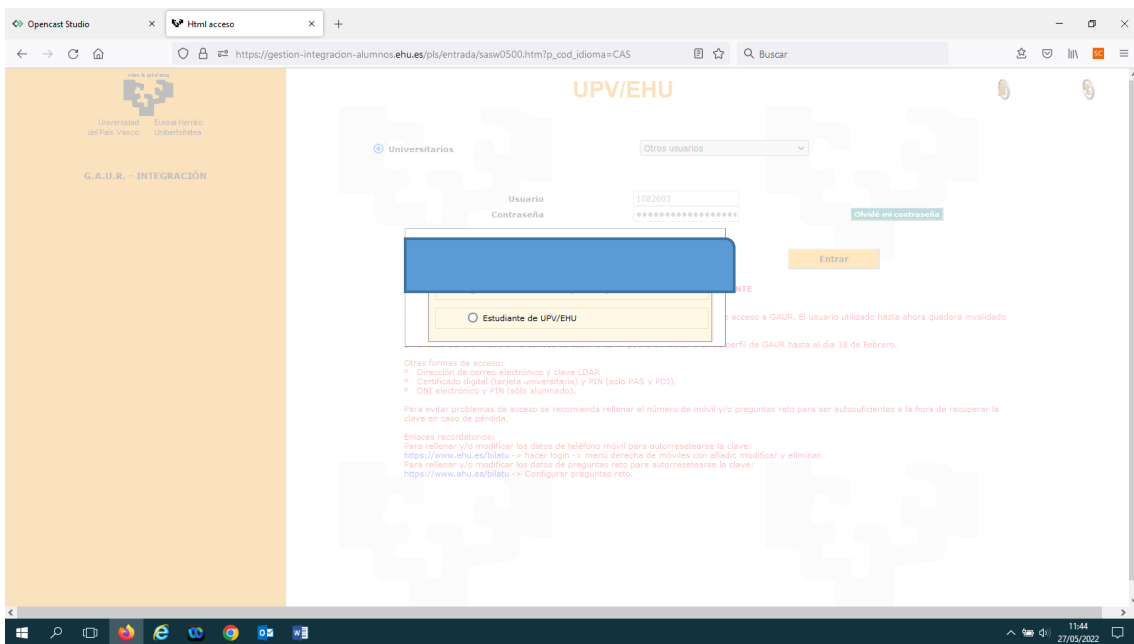 Opencast Studio
Html acceso
https://gestion-integracion-alumnos.ehu.es/pls/entrada/sasw0500.htm?p_cod_idioma=CAS
Buscar
SC
Universidad Euskal Herriko
del País Vasco Unibertsitatea
G.A.U.R. - INTEGRACIÓN
UPV/EHU
Universitarios
Otros usuarios
Usuario
1082603
Contraseña
Olvidé mi contraseña
Entrar
NTE
Estudiante de UPV/EHU
acceso a GAUR. El usuario utilizado hasta ahora quedará invalidado
perfil de GAUR hasta el día 18 de Febrero.
Otras formas de acceso:
Dirección de correo electrónico y clave LDAP.
Certificado digital (tarjeta universitaria) y PIN (sólo PAS y PDI).
DNI electrónico y PIN (sólo alumnado).
Para evitar problemas de acceso se recomienda rellenar el número de móvil y/o preguntas reto para ser autosuficientes a la hora de recuperar la
clave en caso de pérdida.
Enlaces recordatorios:
Para rellenar y/o modificar los datos de teléfono móvil para autorresetearse la clave:
https://www.ehu.es/bilatu -> hacer login -> menú derecha de móviles con añadir, modificar y eliminar.
Para rellenar y/o modificar los datos de preguntas reto para autorresetearse la clave:
https://www.ehu.es/bilatu -> Configurar preguntas reto.
11:44
27/05/2022